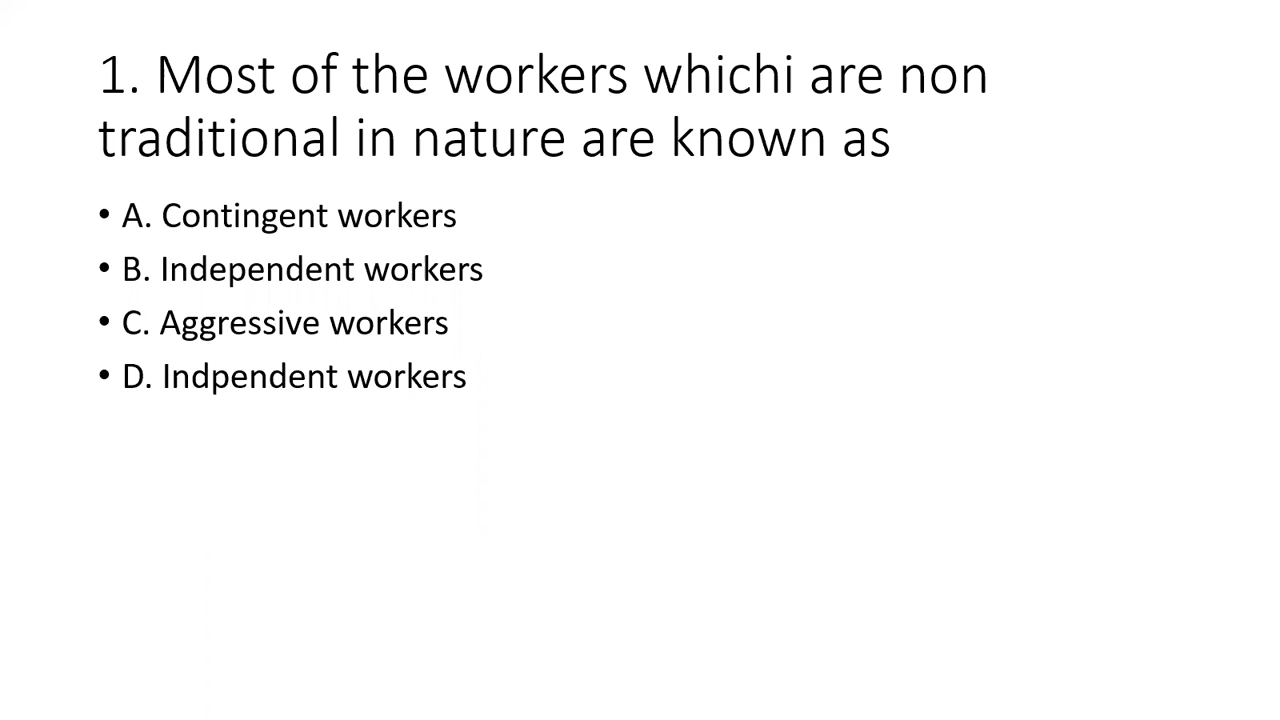 1. Most of the workers whichi are non
traditional in nature are known as
• A. Contingent workers
• B. Independent workers
• C. Aggressive workers
• D. Indpendent workers